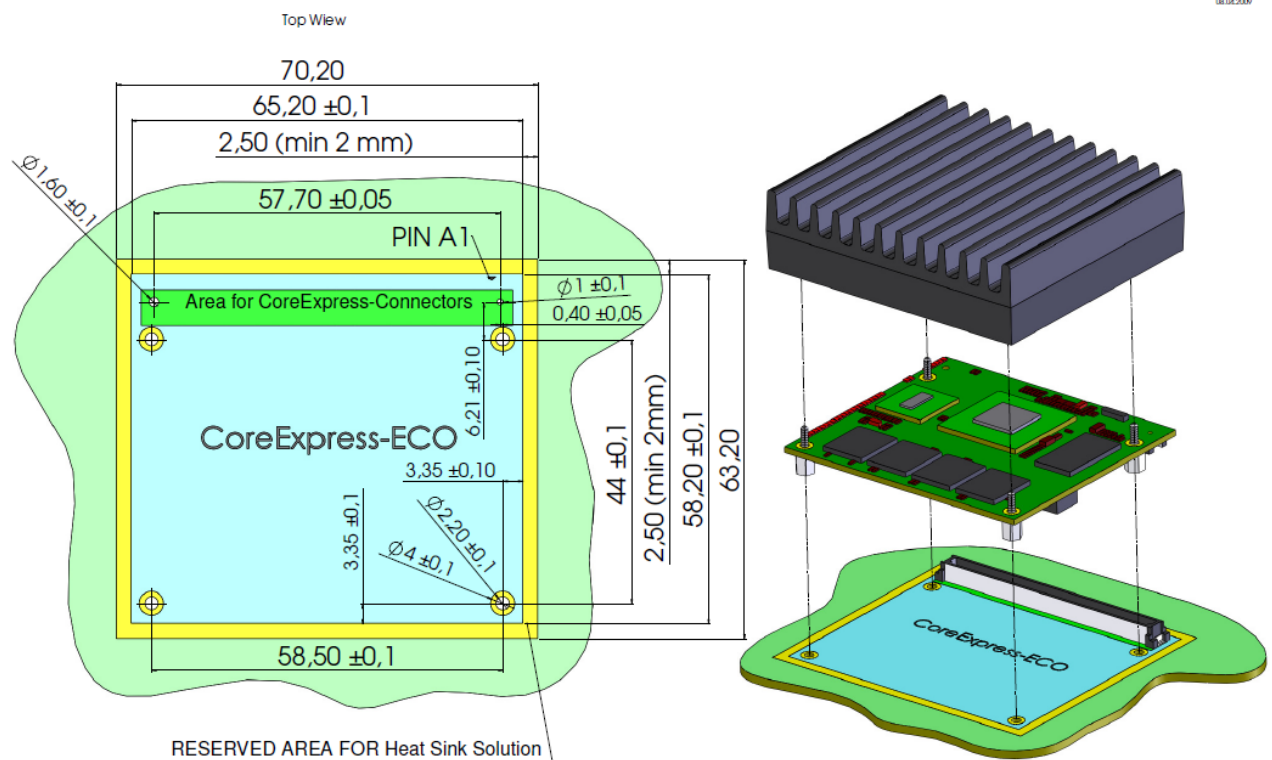 Top View
70,20
65,20 ±0,1
2,50 (min 2 mm)
Ø1,60 ±0,1
57,70 ±0,05
PIN A1
Area for CoreExpress-Connectors
Ø1 ±0,1
0,40 ±0,05
6,21 ±0,10
CoreExpress-ECO
3,35 ±0,10
44 ±0,1
2,50 (min 2mm)
58,20 ±0,1
63,20
3,35 ±0,1
Ø2,20 ±0,1
Ø4 ±0,1
58,50 ±0,1
RESERVED AREA FOR Heat Sink Solution
CoreExpress-ECO